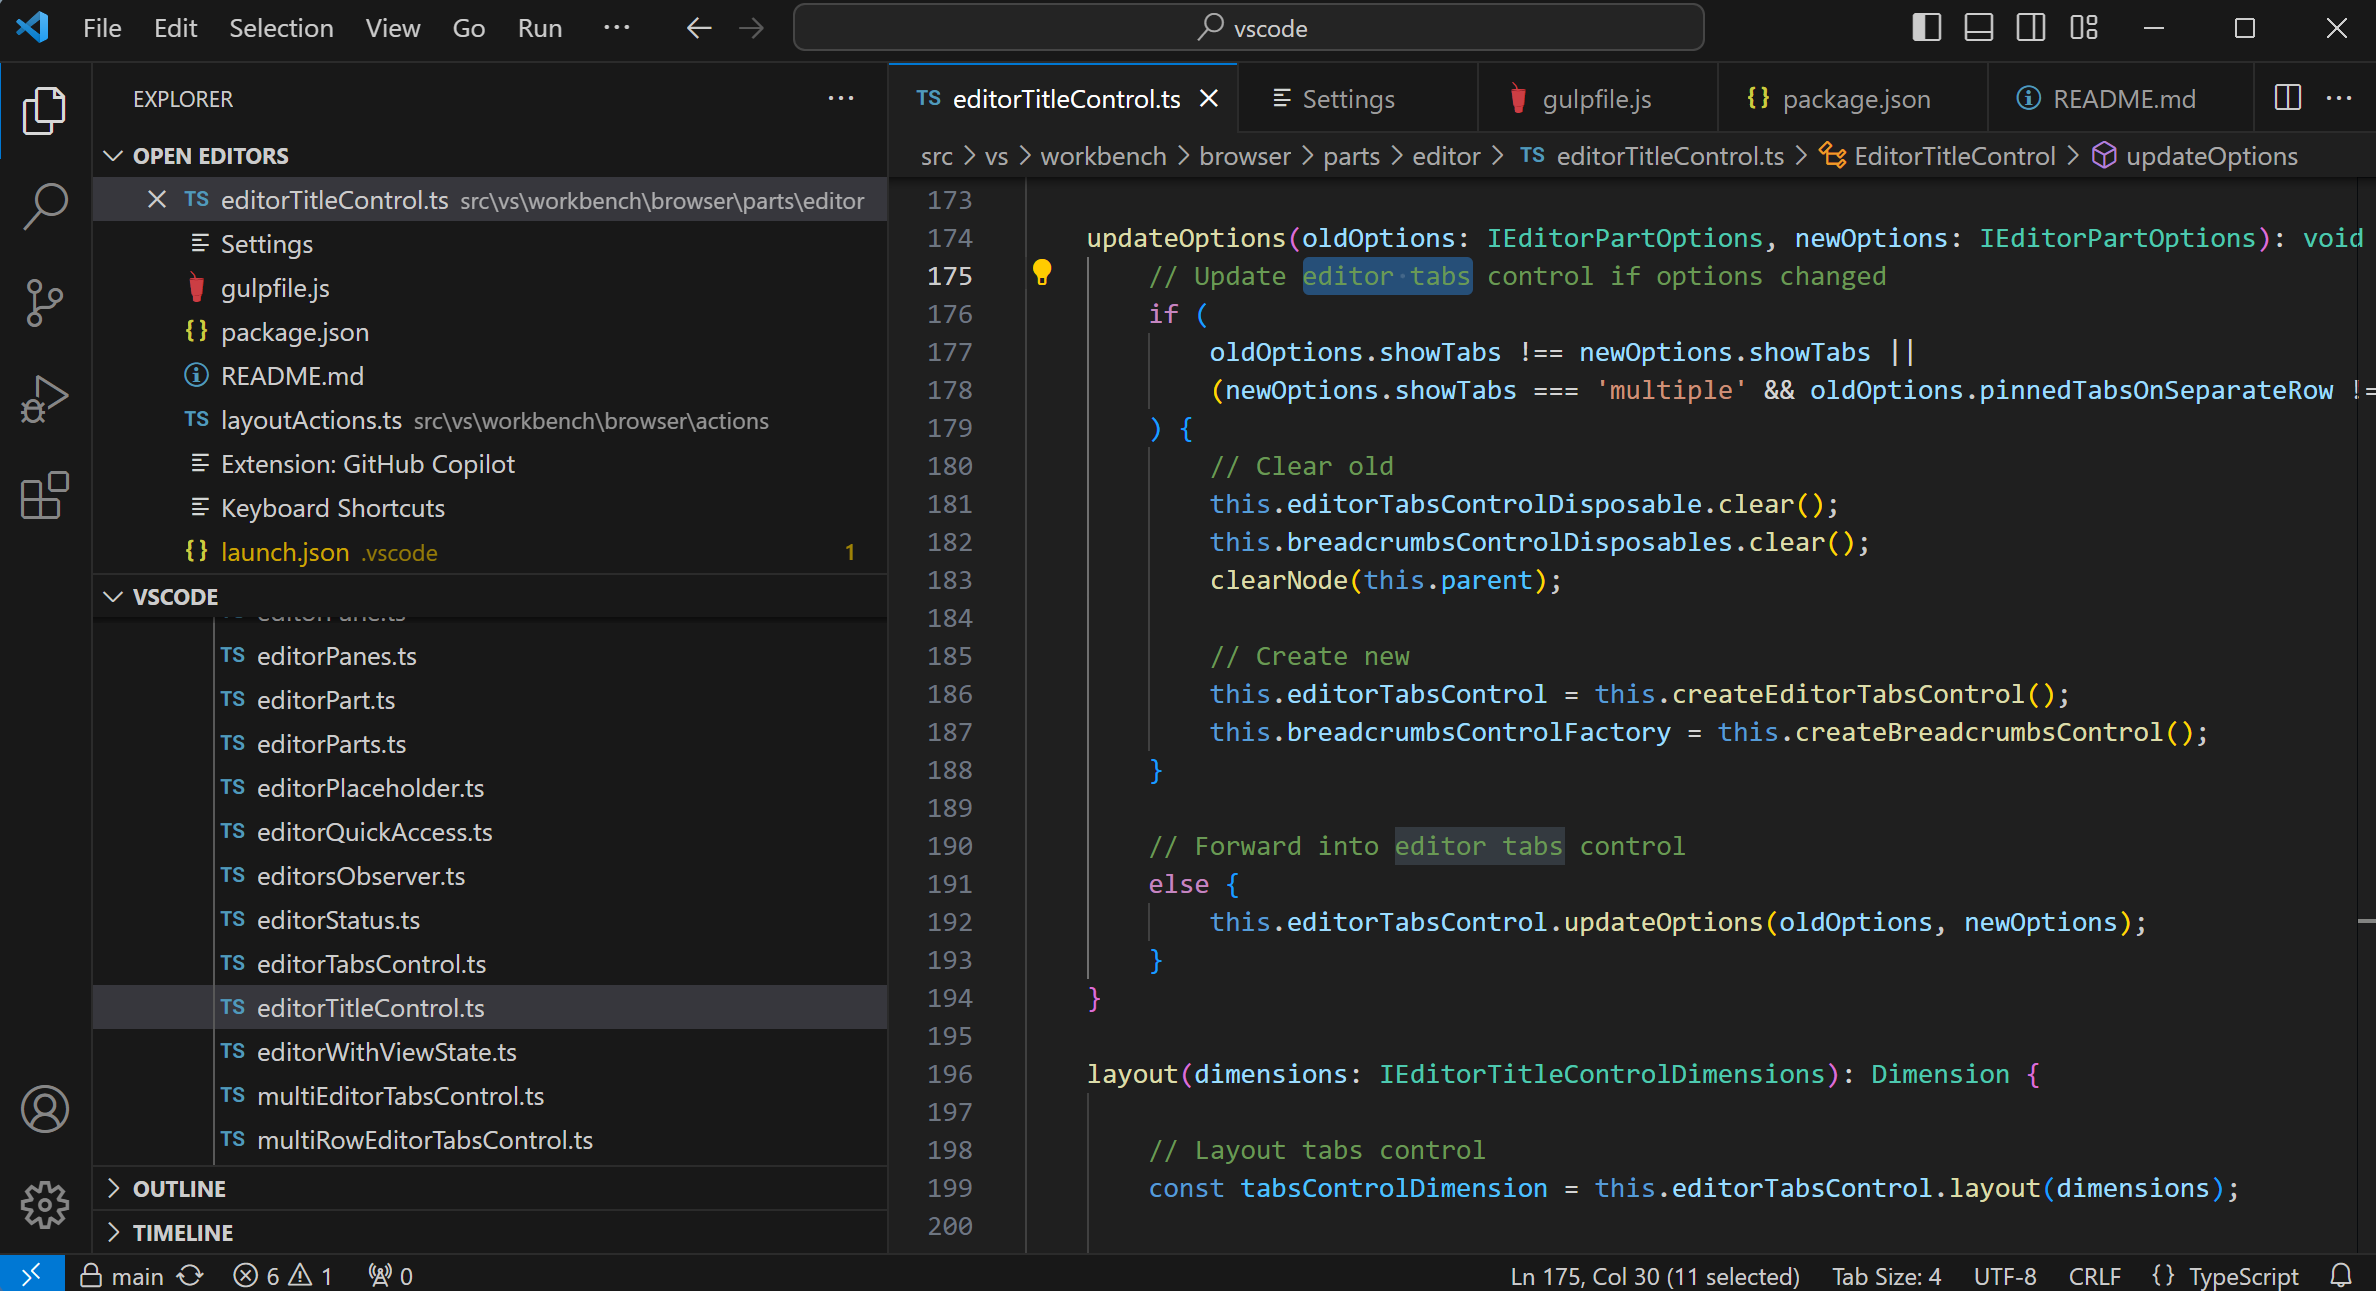 File Edit Selection View Go Run ··· vscode
EXPLORER ···
OPEN EDITORS
TS editorTitleControl.ts src\vs\workbench\browser\parts\editor
Settings
gulpfile.js
{} package.json
README.md
TS layoutActions.ts src\vs\workbench\browser\actions
Extension: GitHub Copilot
Keyboard Shortcuts
{} launch.json .vscode 1
VSCODE
TS editorPanes.ts
TS editorPart.ts
TS editorParts.ts
TS editorPlaceholder.ts
TS editorQuickAccess.ts
TS editorsObserver.ts
TS editorStatus.ts
TS editorTabsControl.ts
TS editorTitleControl.ts
TS editorWithViewState.ts
TS multiEditorTabsControl.ts
TS multiRowEditorTabsControl.ts
OUTLINE
TIMELINE
TS editorTitleControl.ts Settings gulpfile.js {} package.json README.md ···
src > vs > workbench > browser > parts > editor > TS editorTitleControl.ts > EditorTitleControl > updateOptions
173
174 updateOptions(oldOptions: IEditorPartOptions, newOptions: IEditorPartOptions): void
175 // Update editor·tabs control if options changed
176 if (
177 oldOptions.showTabs !== newOptions.showTabs ||
178 (newOptions.showTabs === 'multiple' && oldOptions.pinnedTabsOnSeparateRow !=
179 ) {
180 // Clear old
181 this.editorTabsControlDisposable.clear();
182 this.breadcrumbsControlDisposables.clear();
183 clearNode(this.parent);
184
185 // Create new
186 this.editorTabsControl = this.createEditorTabsControl();
187 this.breadcrumbsControlFactory = this.createBreadcrumbsControl();
188 }
189
190 // Forward into editor tabs control
191 else {
192 this.editorTabsControl.updateOptions(oldOptions, newOptions);
193 }
194 }
195
196 layout(dimensions: IEditorTitleControlDimensions): Dimension {
197
198 // Layout tabs control
199 const tabsControlDimension = this.editorTabsControl.layout(dimensions);
200
main 6 1 0 Ln 175, Col 30 (11 selected) Tab Size: 4 UTF-8 CRLF {} TypeScript